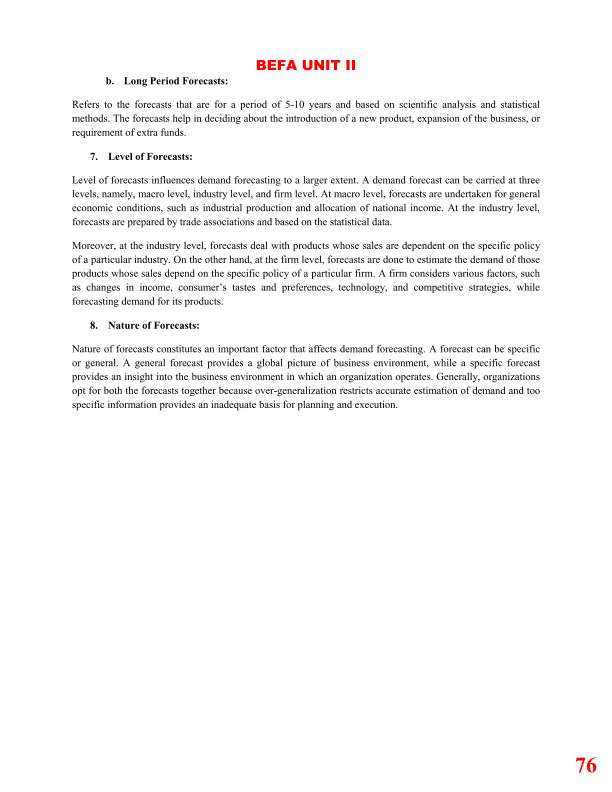 BEFA UNIT II
b. Long Period Forecasts:
Refers to the forecasts that are for a period of 5-10 years and based on scientific analysis and statistical
methods. The forecasts help in deciding about the introduction of a new product, expansion of the business, or
requirement of extra funds.
7. Level of Forecasts:
Level of forecasts influences demand forecasting to a larger extent. A demand forecast can be carried at three
levels, namely, macro level, industry level, and firm level. At macro level, forecasts are undertaken for general
economic conditions, such as industrial production and allocation of national income. At the industry level,
forecasts are prepared by trade associations and based on the statistical data.
Moreover, at the industry level, forecasts deal with products whose sales are dependent on the specific policy
of a particular industry. On the other hand, at the firm level, forecasts are done to estimate the demand of those
products whose sales depend on the specific policy of a particular firm. A firm considers various factors, such
as changes in income, consumer’s tastes and preferences, technology, and competitive strategies, while
forecasting demand for its products.
8. Nature of Forecasts:
Nature of forecasts constitutes an important factor that affects demand forecasting. A forecast can be specific
or general. A general forecast provides a global picture of business environment, while a specific forecast
provides an insight into the business environment in which an organization operates. Generally, organizations
opt for both the forecasts together because over-generalization restricts accurate estimation of demand and too
specific information provides an inadequate basis for planning and execution.
76